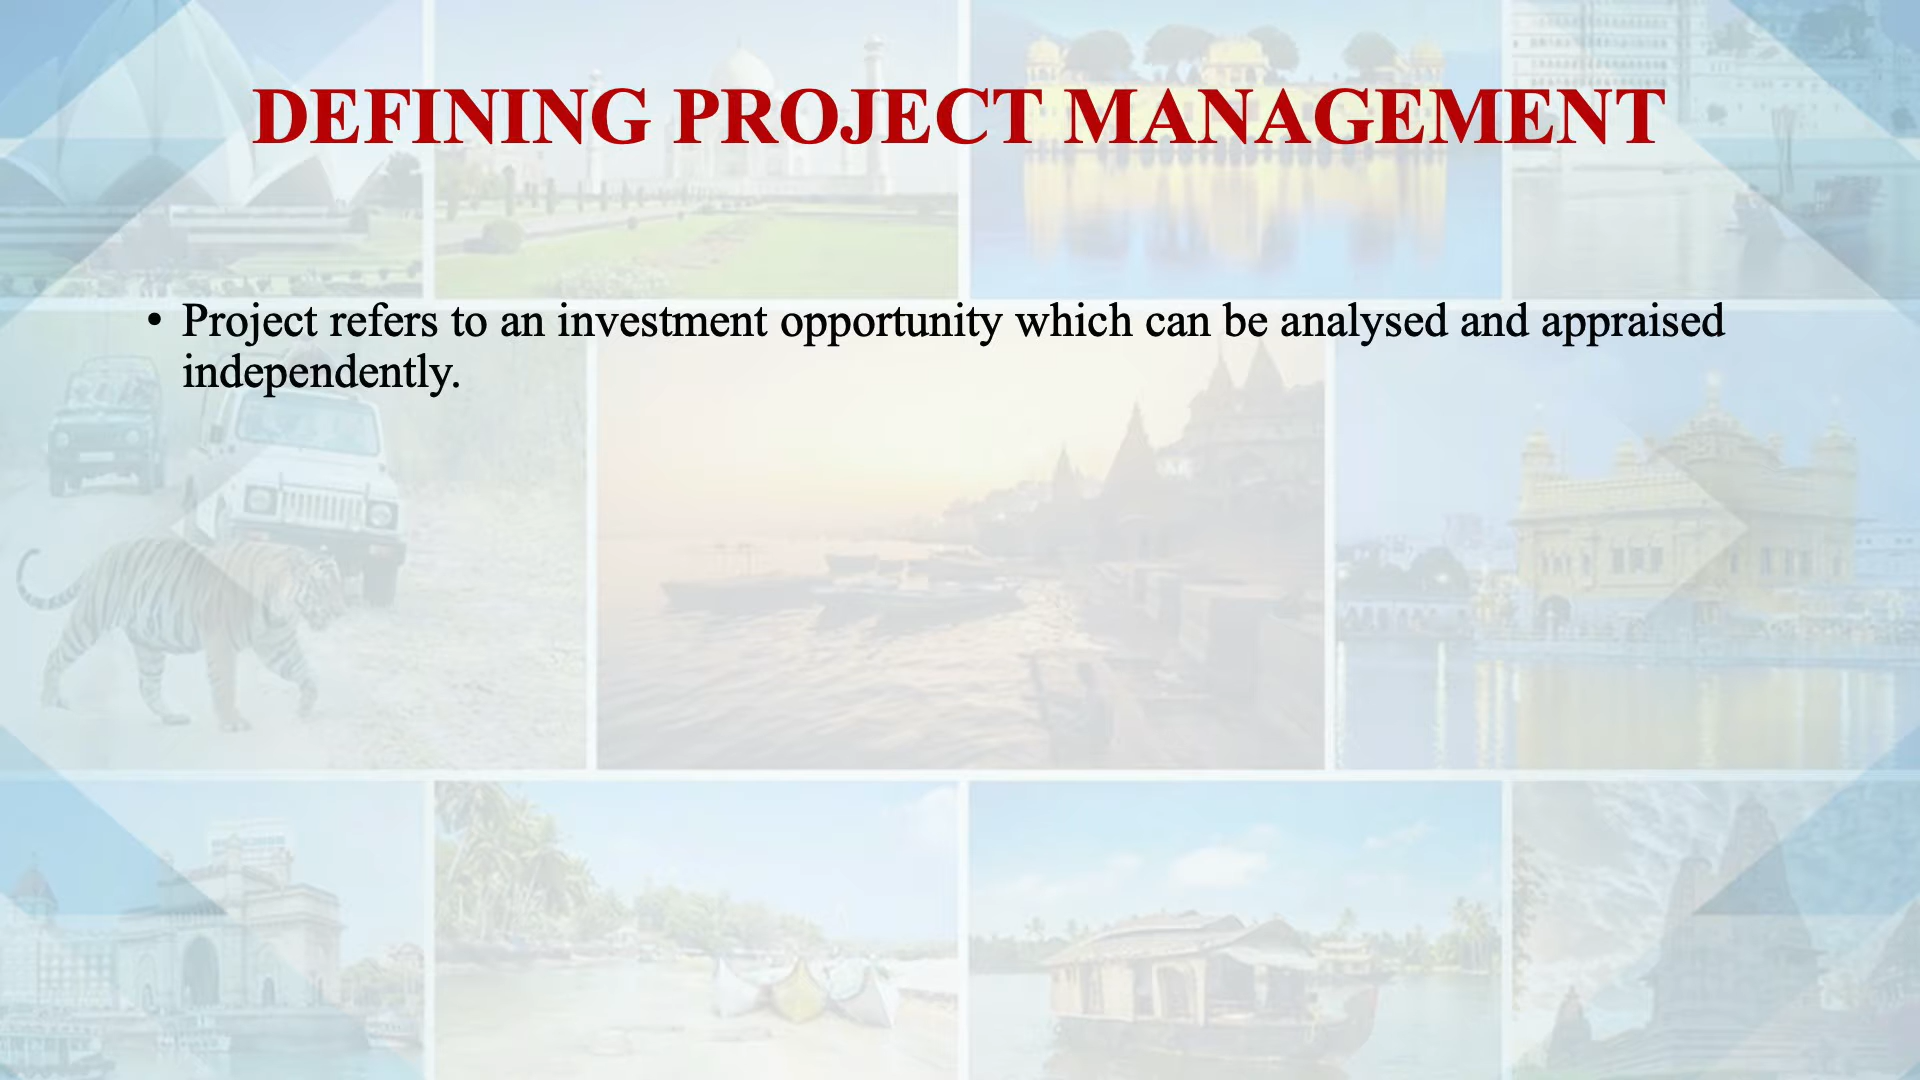 DEFINING PROJECT MANAGEMENT
• Project refers to an investment opportunity which can be analysed and appraised
independently.